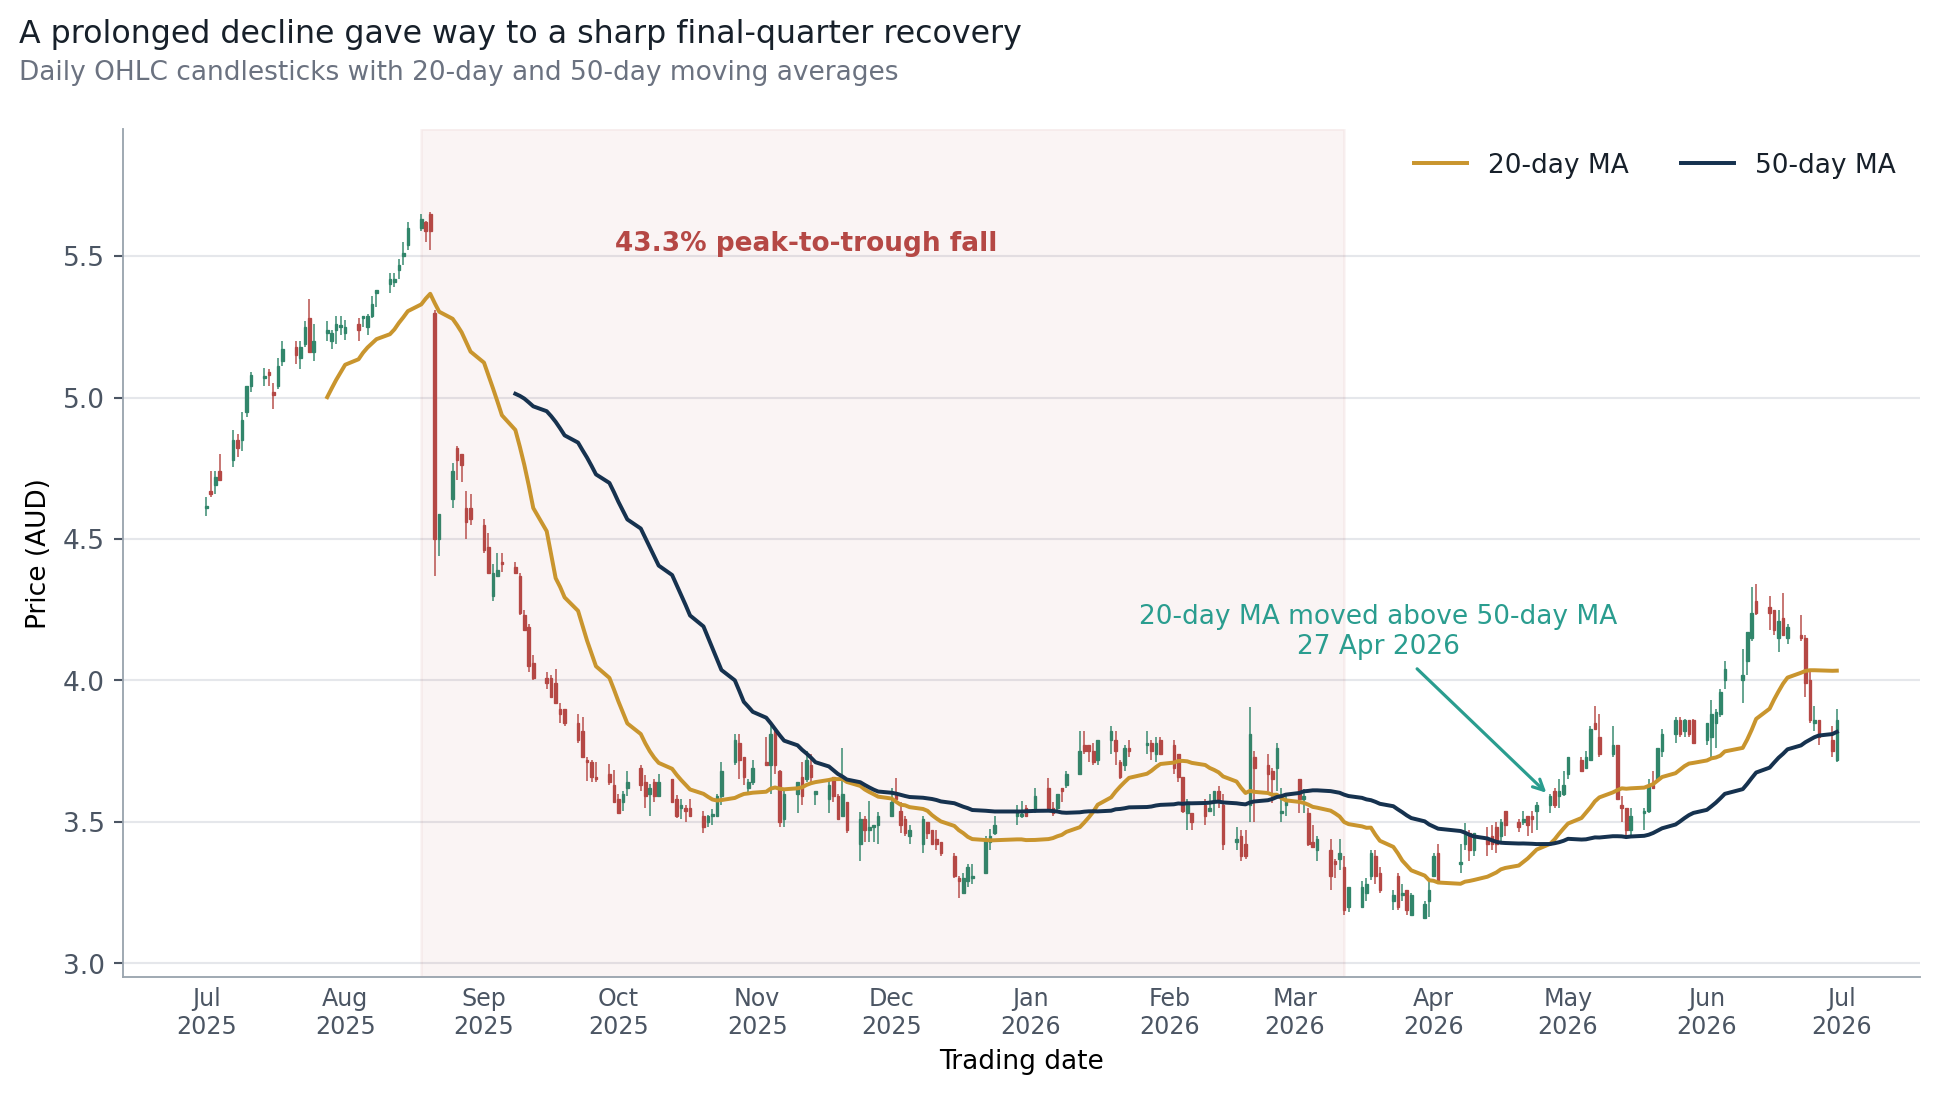 A prolonged decline gave way to a sharp final-quarter recovery
Daily OHLC candlesticks with 20-day and 50-day moving averages
20-day MA
50-day MA
43.3% peak-to-trough fall
20-day MA moved above 50-day MA
27 Apr 2026
Price (AUD)
5.5
5.0
4.5
4.0
3.5
3.0
Jul
2025
Aug
2025
Sep
2025
Oct
2025
Nov
2025
Dec
2025
Jan
2026
Feb
2026
Mar
2026
Apr
2026
May
2026
Jun
2026
Jul
2026
Trading date